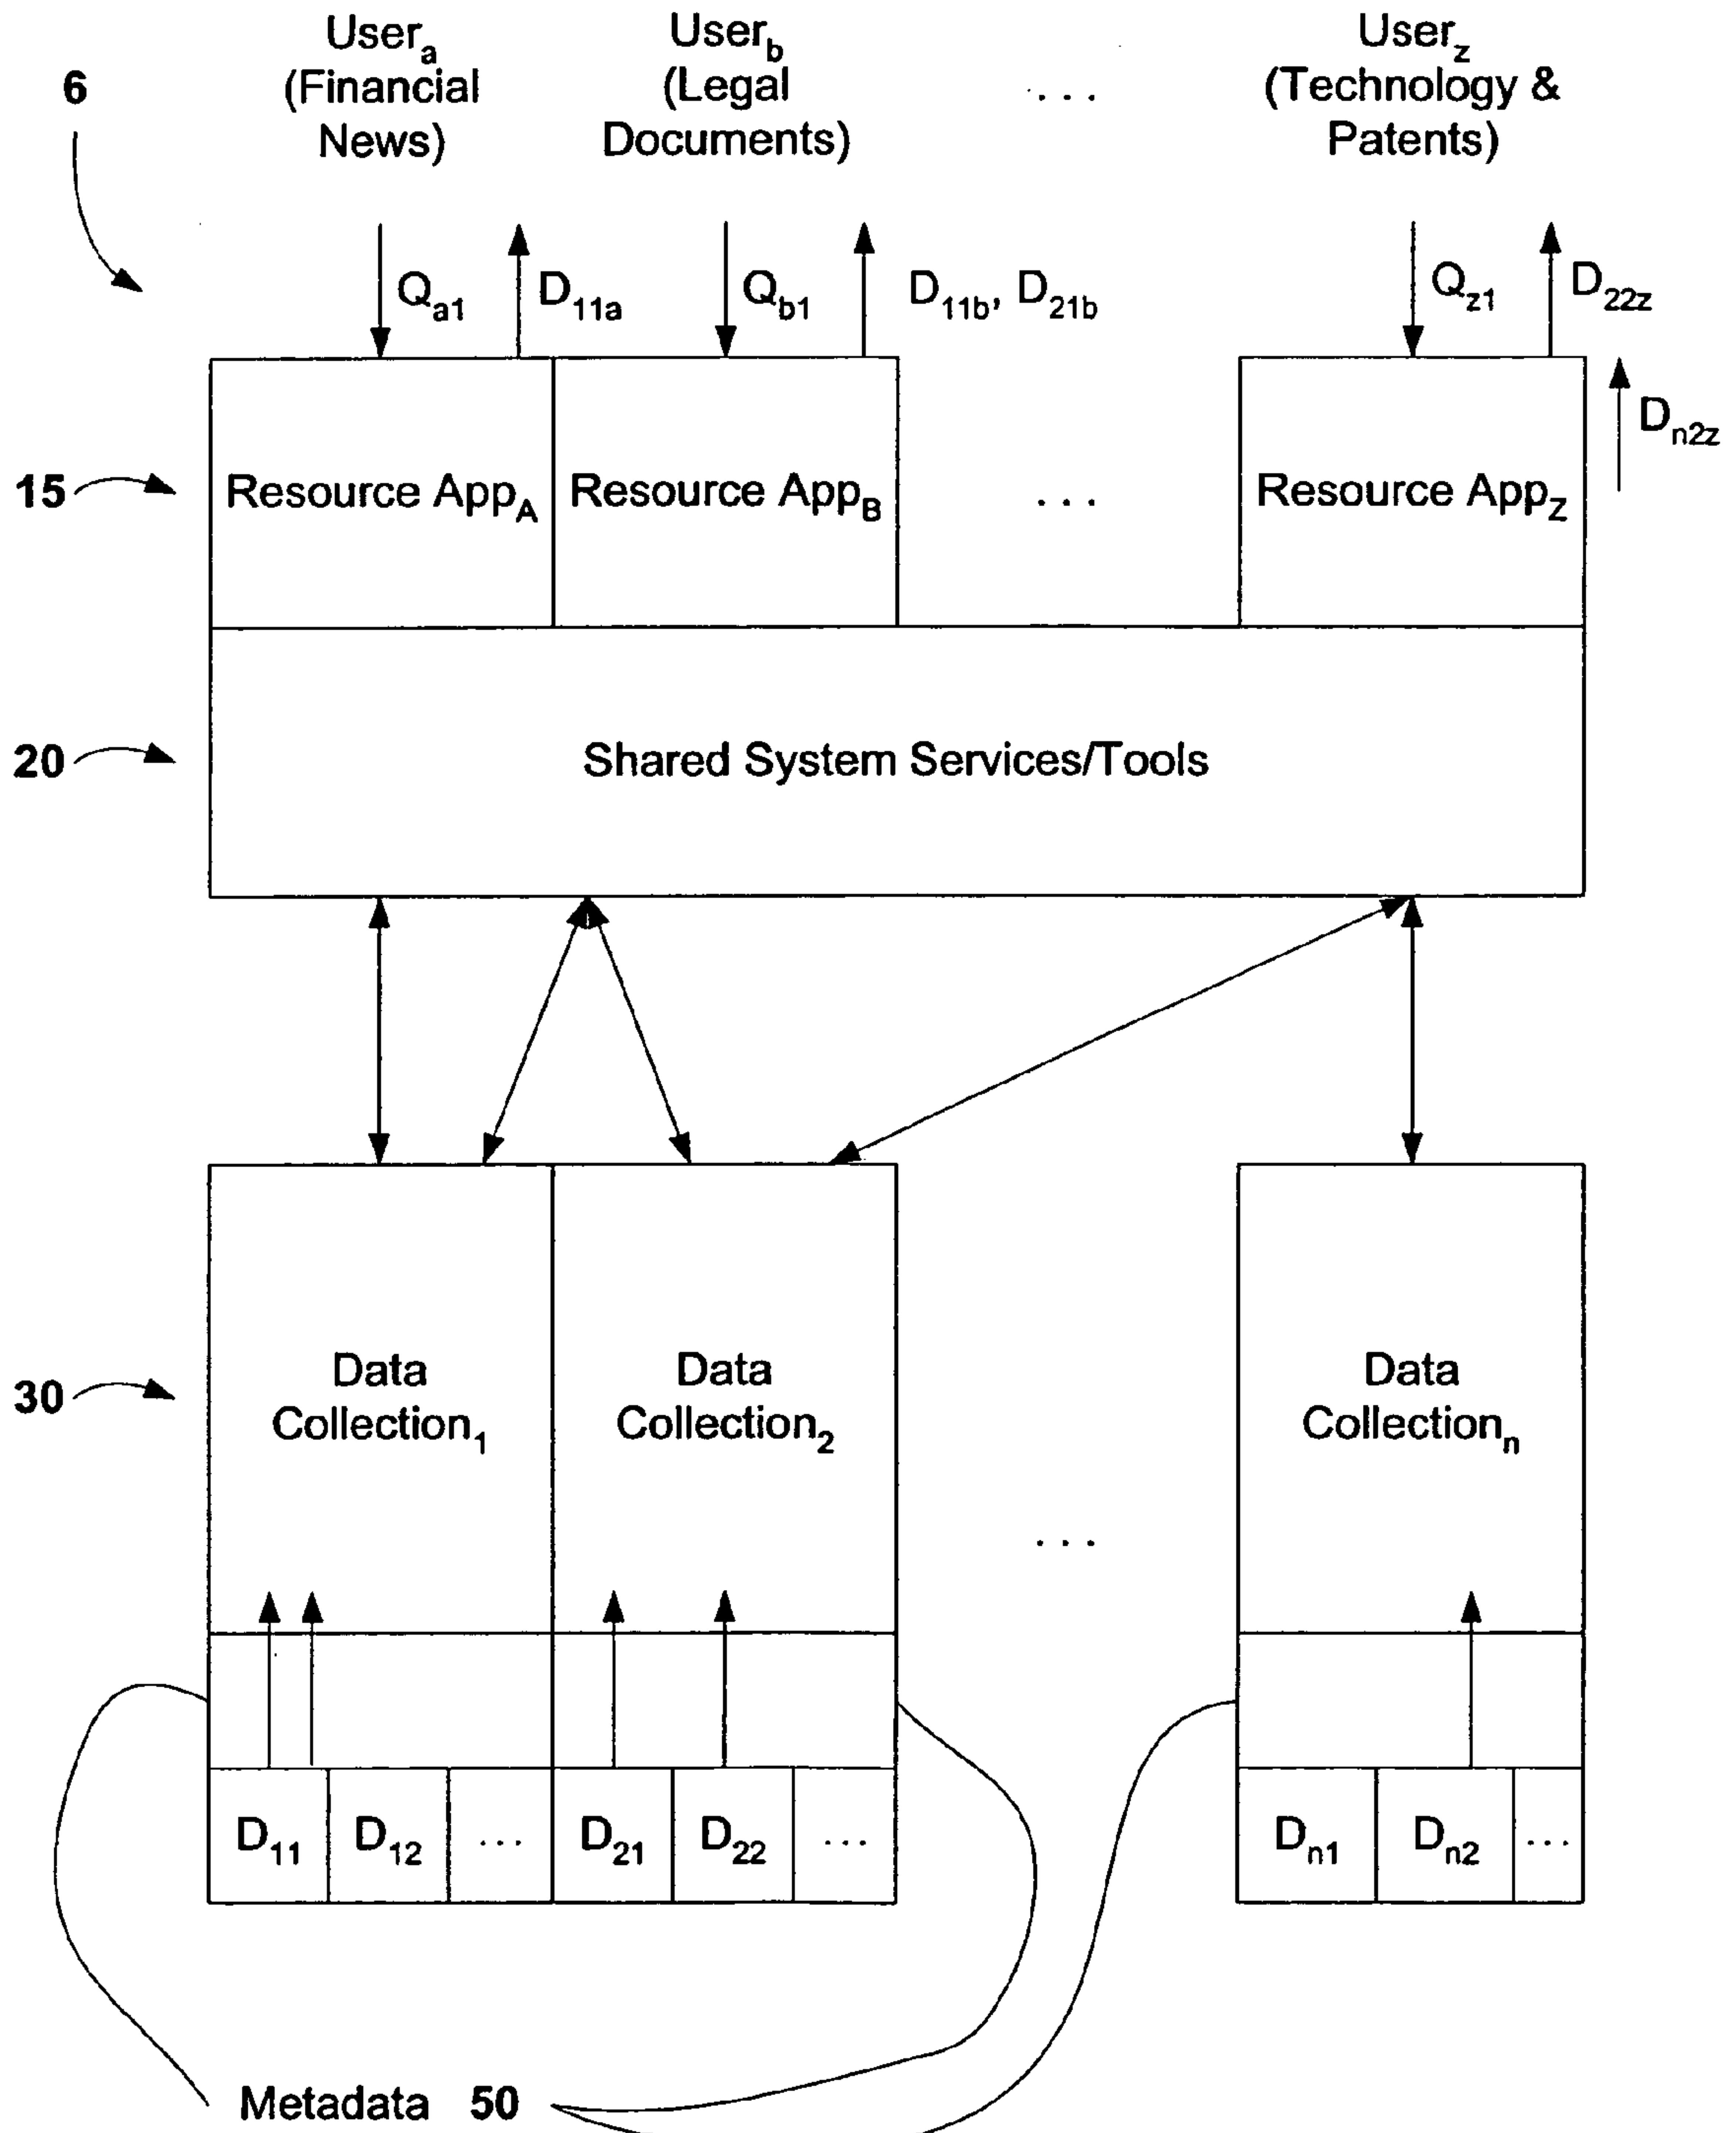 User_a
(Financial
News)
User_b
(Legal
Documents)
. . .
User_z
(Technology &
Patents)
6
Q_a1
D_11a
Q_b1
D_11b, D_21b
Q_z1
D_22z
D_n2z
15
Resource App_A
Resource App_B
. . .
Resource App_Z
20
Shared System Services/Tools
30
Data
Collection_1
Data
Collection_2
Data
Collection_n
. . .
D_11
D_12
...
D_21
D_22
...
D_n1
D_n2
...
Metadata 50